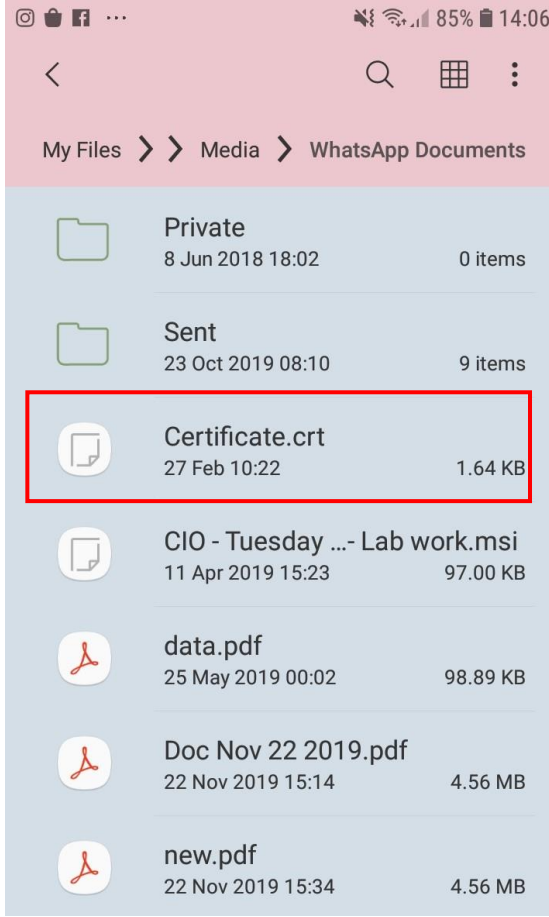 85% 14:06
My Files Media WhatsApp Documents
Private
8 Jun 2018 18:02 0 items
Sent
23 Oct 2019 08:10 9 items
Certificate.crt
27 Feb 10:22 1.64 KB
CIO - Tuesday ...- Lab work.msi
11 Apr 2019 15:23 97.00 KB
data.pdf
25 May 2019 00:02 98.89 KB
Doc Nov 22 2019.pdf
22 Nov 2019 15:14 4.56 MB
new.pdf
22 Nov 2019 15:34 4.56 MB